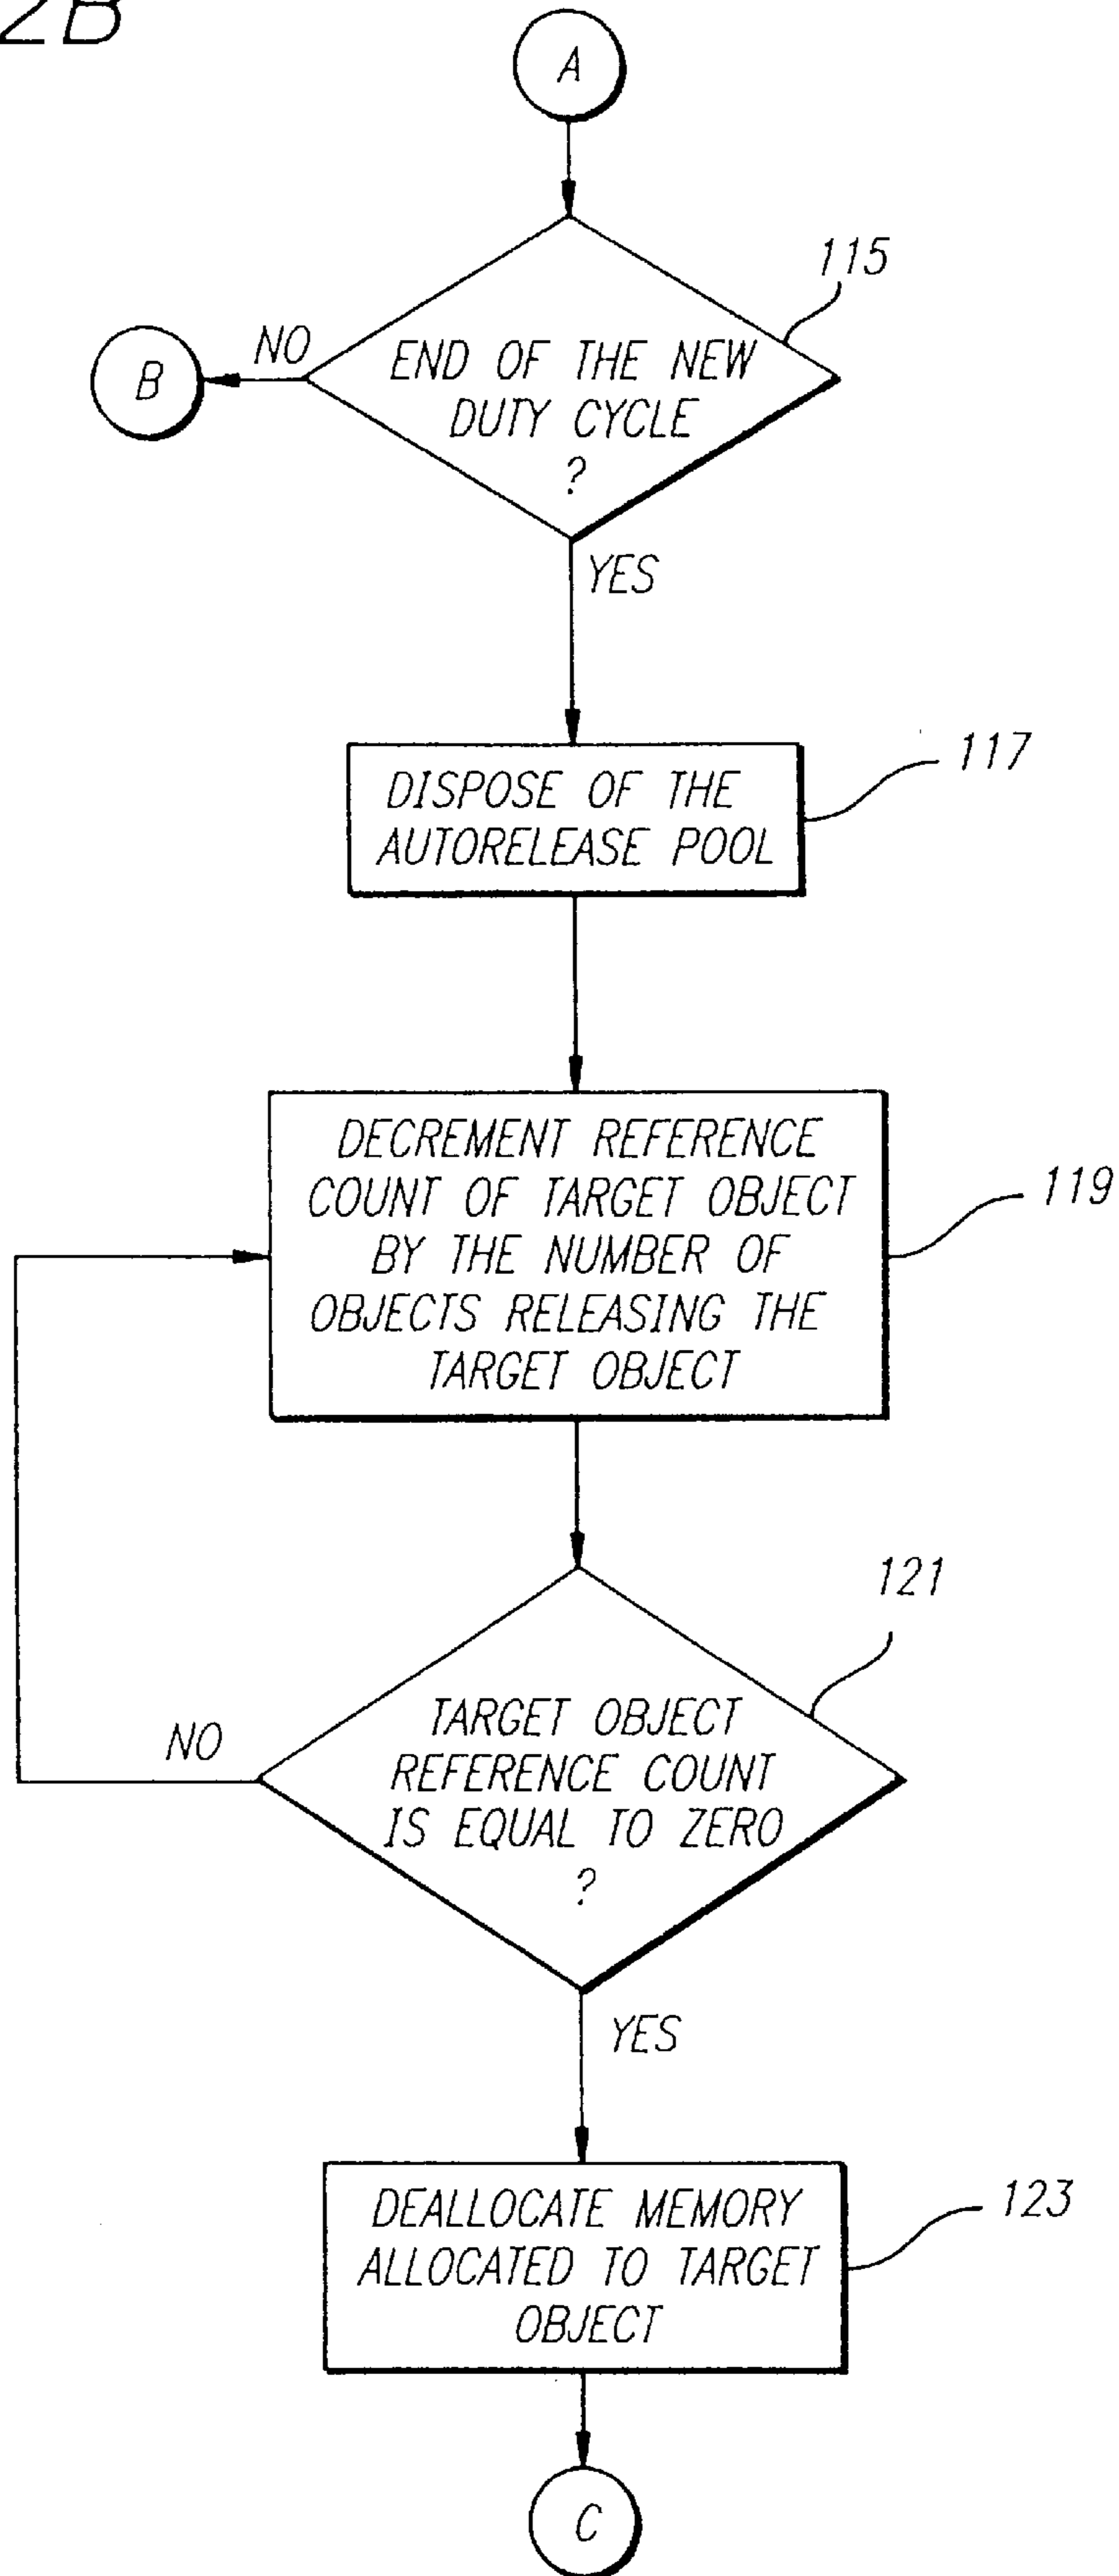 2B
A
115
NO
B
END OF THE NEW
DUTY CYCLE
?
YES
117
DISPOSE OF THE
AUTORELEASE POOL
DECREMENT REFERENCE
COUNT OF TARGET OBJECT
BY THE NUMBER OF
OBJECTS RELEASING THE
TARGET OBJECT
119
121
NO
TARGET OBJECT
REFERENCE COUNT
IS EQUAL TO ZERO
?
YES
123
DEALLOCATE MEMORY
ALLOCATED TO TARGET
OBJECT
C